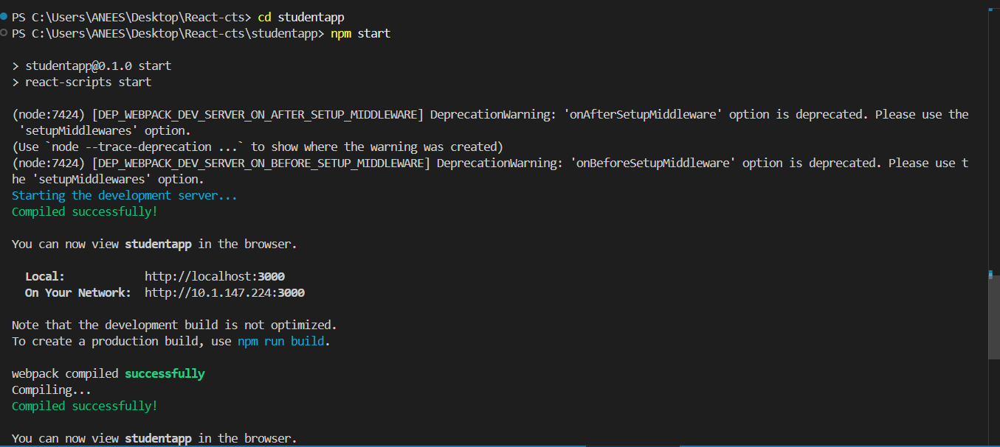 PS C:\Users\ANEES\Desktop\React-cts> cd studentapp
PS C:\Users\ANEES\Desktop\React-cts\studentapp> npm start
> studentapp@0.1.0 start
> react-scripts start
(node:7424) [DEP_WEBPACK_DEV_SERVER_ON_AFTER_SETUP_MIDDLEWARE] DeprecationWarning: 'onAfterSetupMiddleware' option is deprecated. Please use the
'setupMiddlewares' option.
(Use `node --trace-deprecation ...` to show where the warning was created)
(node:7424) [DEP_WEBPACK_DEV_SERVER_ON_BEFORE_SETUP_MIDDLEWARE] DeprecationWarning: 'onBeforeSetupMiddleware' option is deprecated. Please use t
he 'setupMiddlewares' option.
Starting the development server...
Compiled successfully!
You can now view studentapp in the browser.
Local: http://localhost:3000
On Your Network: http://10.1.147.224:3000
Note that the development build is not optimized.
To create a production build, use npm run build.
webpack compiled successfully
Compiling...
Compiled successfully!
You can now view studentapp in the browser.